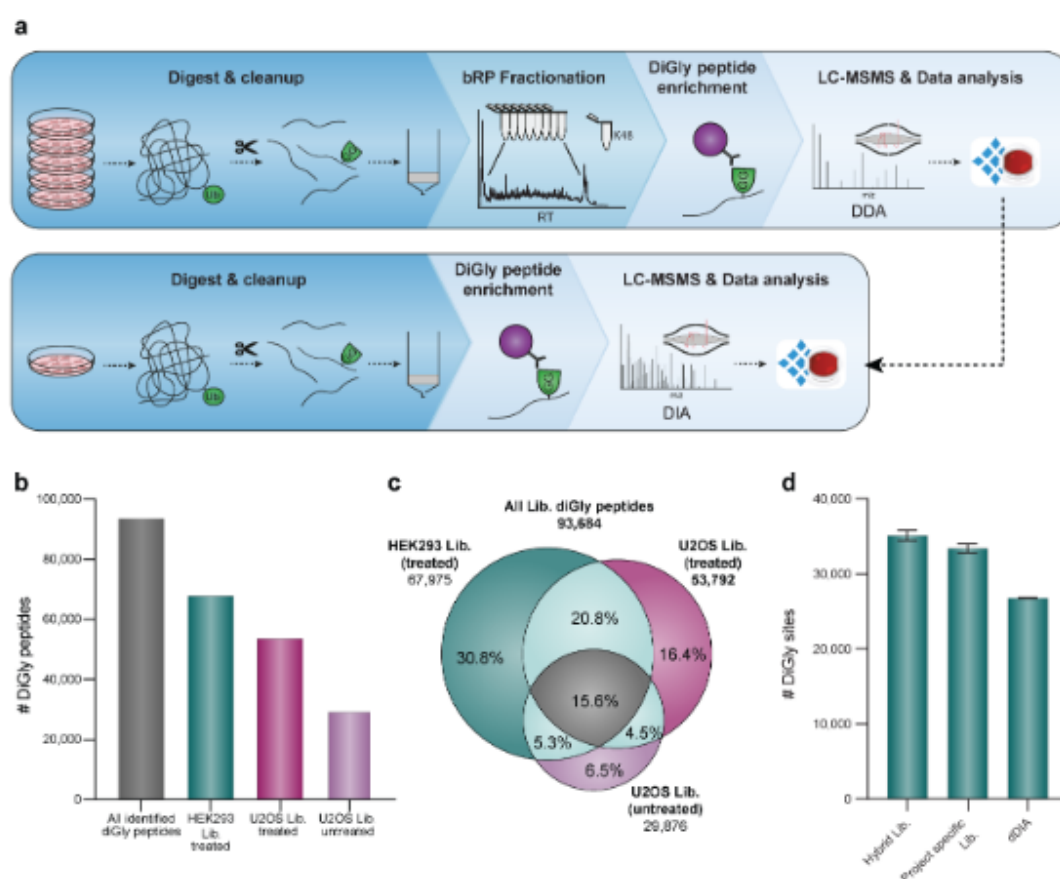 a
Digest & cleanup
bRP Fractionation
DiGly peptide
enrichment
LC-MSMS & Data analysis
Ub
K48
RT
GG
m/z
DDA
Digest & cleanup
DiGly peptide
enrichment
LC-MSMS & Data analysis
Ub
DIA
b
100,000
80,000
60,000
40,000
20,000
0
# DiGly peptides
All identified
diGly peptides
HEK293
Lib.
treated
U2OS Lib.
treated
U2OS Lib
untreated
c
All Lib. diGly peptides
93,684
HEK293 Lib.
(treated)
67,975
U2OS Lib.
(treated)
53,792
20.8%
30.8%
16.4%
15.6%
5.3%
4.5%
6.5%
U2OS Lib.
(untreated)
29,876
d
40,000
30,000
20,000
10,000
0
# DiGly sites
Hybrid Lib.
Project specific
Lib.
dDIA